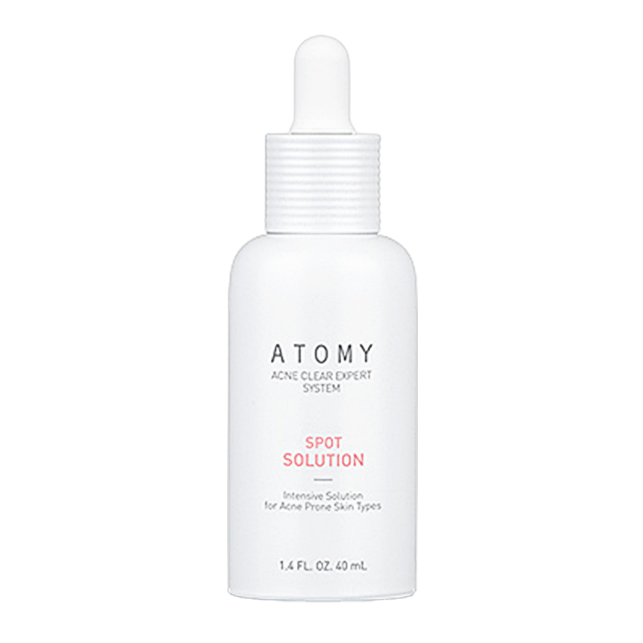 ATOMY
ACNE CLEAR EXPERT
SYSTEM
SPOT
SOLUTION
Intensive Solution
for Acne Prone Skin Types
1.4 FL. OZ. 40 mL